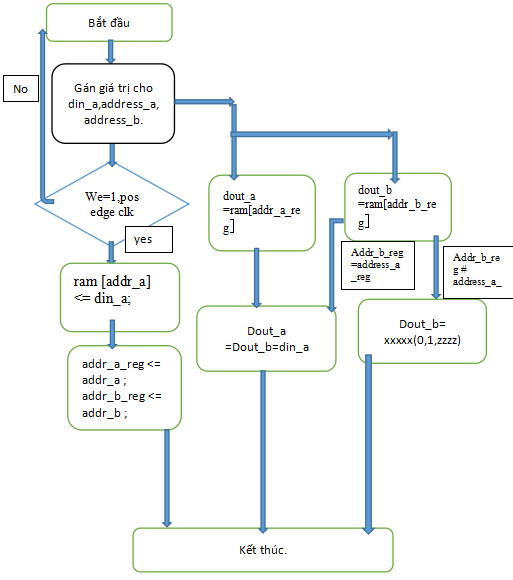 Bắt đầu
No
Gán giá trị cho
din_a,address_a,
address_b.
We=1,pos
edge clk
yes
ram [addr_a]
<= din_a;
addr_a_reg <=
addr_a ;
addr_b_reg <=
addr_b ;
dout_a
=ram[addr_a_re
g]
dout_b
=ram[addr_b_re
g]
Addr_b_reg
=address_a
_reg
Addr_b_re
g #
address_a_
Dout_a
=Dout_b=din_a
Dout_b=
xxxxx(0,1,zzzz)
Kết thúc.